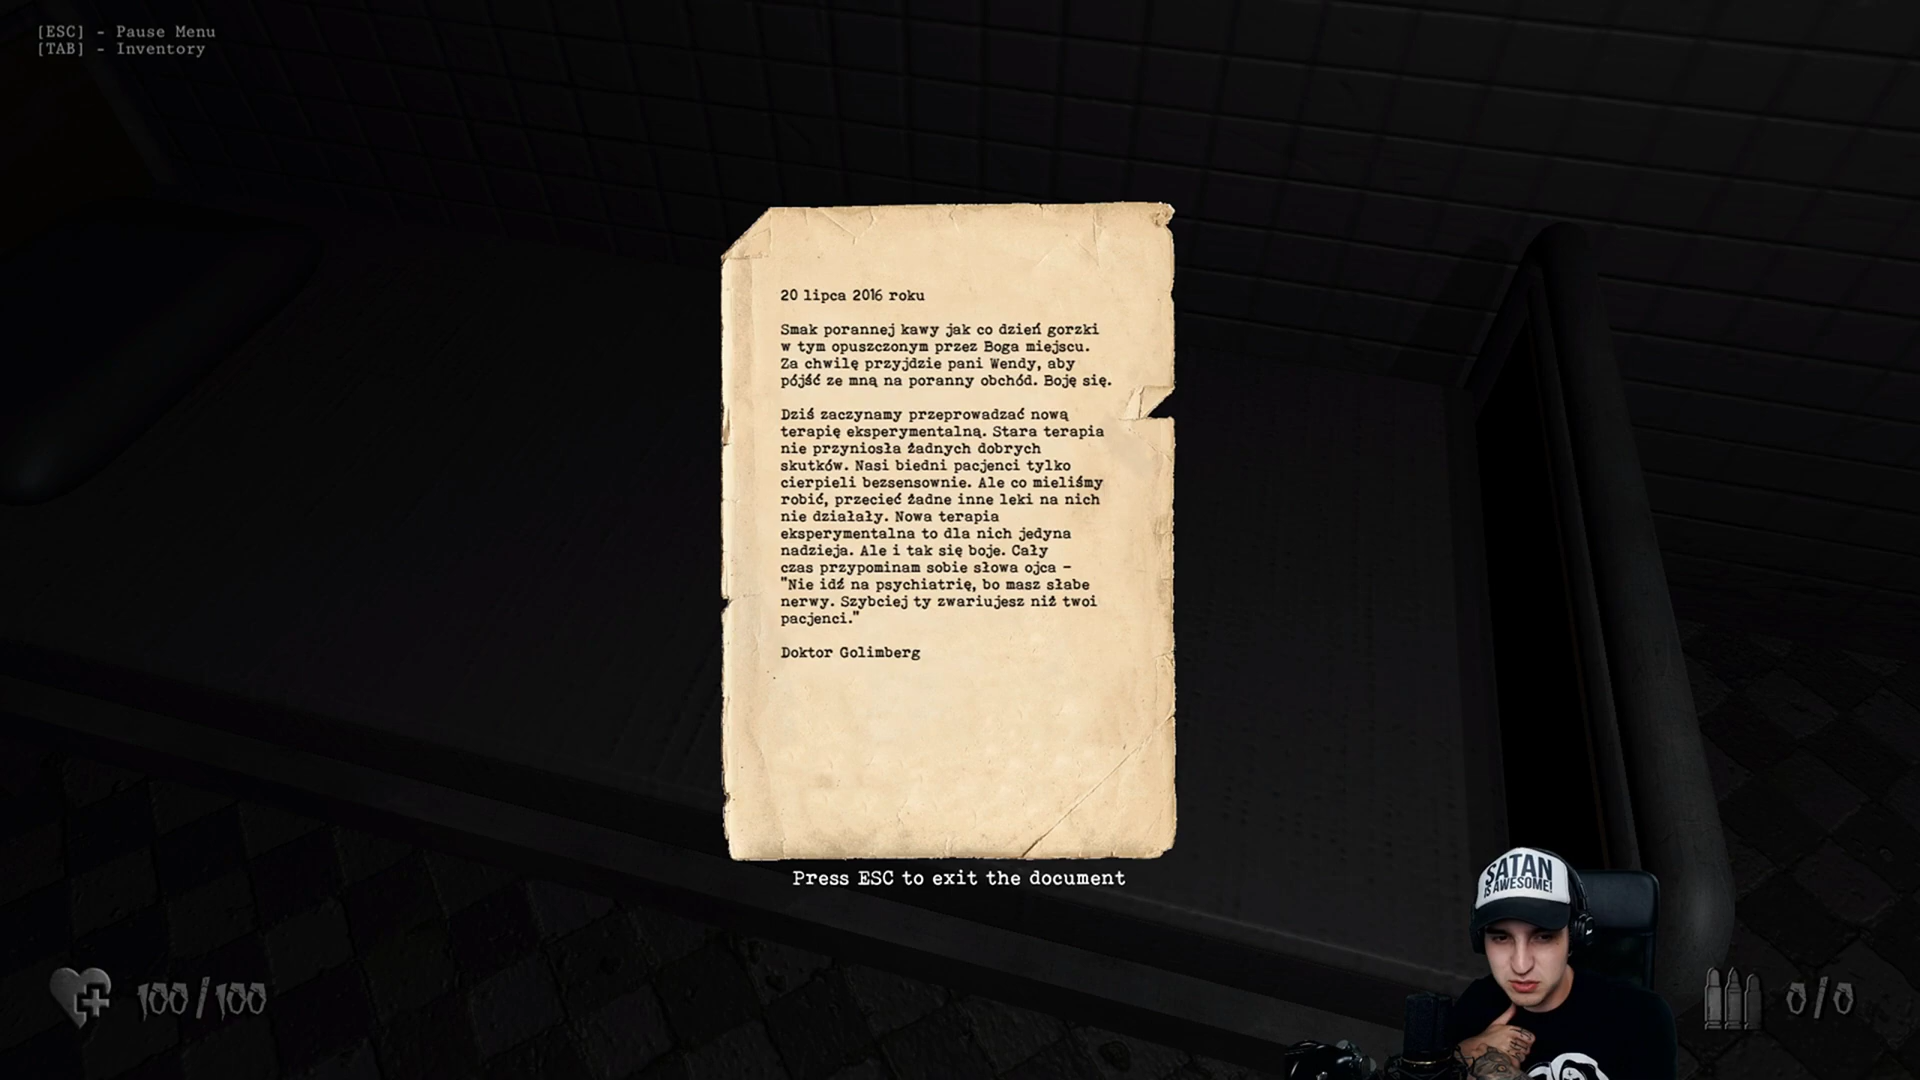 [ESC] - Pause Menu
[TAB] - Inventory
20 lipca 2016 roku
Smak porannej kawy jak co dzień gorzki
w tym opuszczonym przez Boga miejscu.
Za chwilę przyjdzie pani Wendy, aby
pójść ze mną na poranny obchód. Boję się.
Dziś zaczynamy przeprowadzać nową
terapię eksperymentalną. Stara terapia
nie przyniosła żadnych dobrych
skutków. Nasi biedni pacjenci tylko
cierpieli bezsensownie. Ale co mieliśmy
robić, przecieć żadne inne leki na nich
nie działały. Nowa terapia
eksperymentalna to dla nich jedyna
nadzieja. Ale i tak się boje. Cały
czas przypominam sobie słowa ojca -
"Nie idź na psychiatrię, bo masz słabe
nerwy. Szybciej ty zwariujesz niż twoi
pacjenci."
Doktor Golimberg
Press ESC to exit the document
SATAN
IS AWESOME!
100/100
0/0